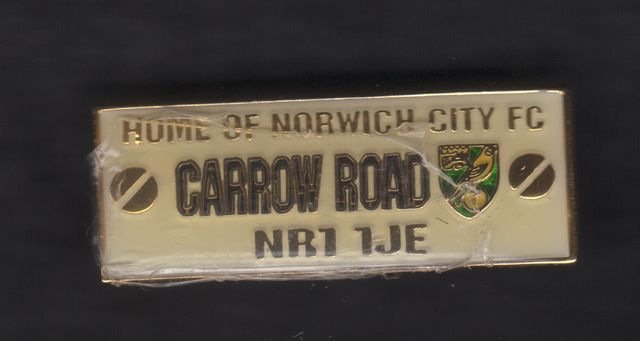 HOME OF NORWICH CITY FC
CARROW ROAD
NR1 1JE